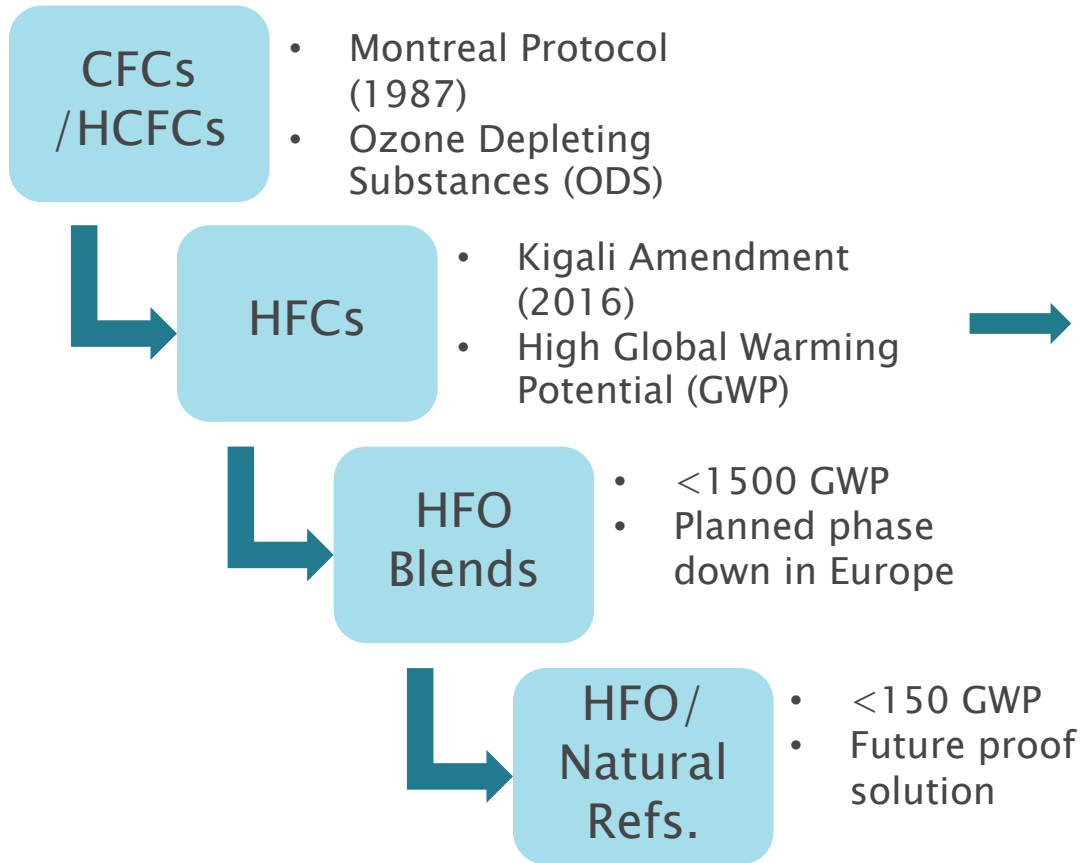 CFCs
/HCFCs
• Montreal Protocol
(1987)
• Ozone Depleting
Substances (ODS)
HFCs
• Kigali Amendment
(2016)
• High Global Warming
Potential (GWP)
HFO
Blends
• <1500 GWP
• Planned phase
down in Europe
HFO/
Natural
Refs.
• <150 GWP
• Future proof
solution